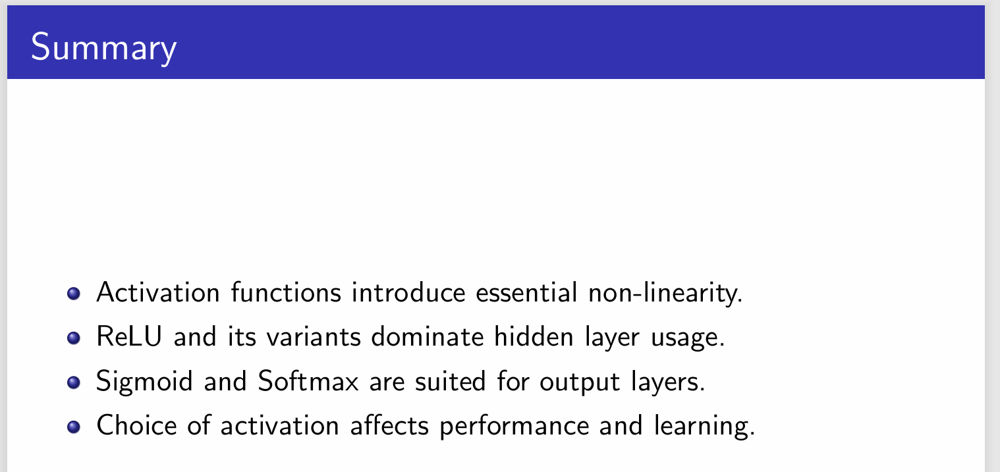 Summary
Activation functions introduce essential non-linearity.
ReLU and its variants dominate hidden layer usage.
Sigmoid and Softmax are suited for output layers.
Choice of activation affects performance and learning.